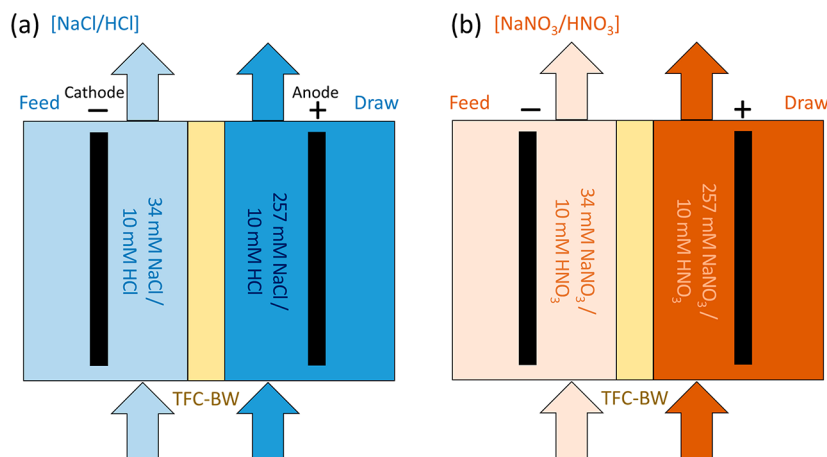 (a)
[NaCl/HCl]
Cathode
Anode
Feed
−
+
Draw
34 mM NaCl /
10 mM HCl
257 mM NaCl /
10 mM HCl
TFC-BW
(b)
[NaNO₃/HNO₃]
Feed
−
+
Draw
34 mM NaNO₃ /
10 mM HNO₃
257 mM NaNO₃ /
10 mM HNO₃
TFC-BW